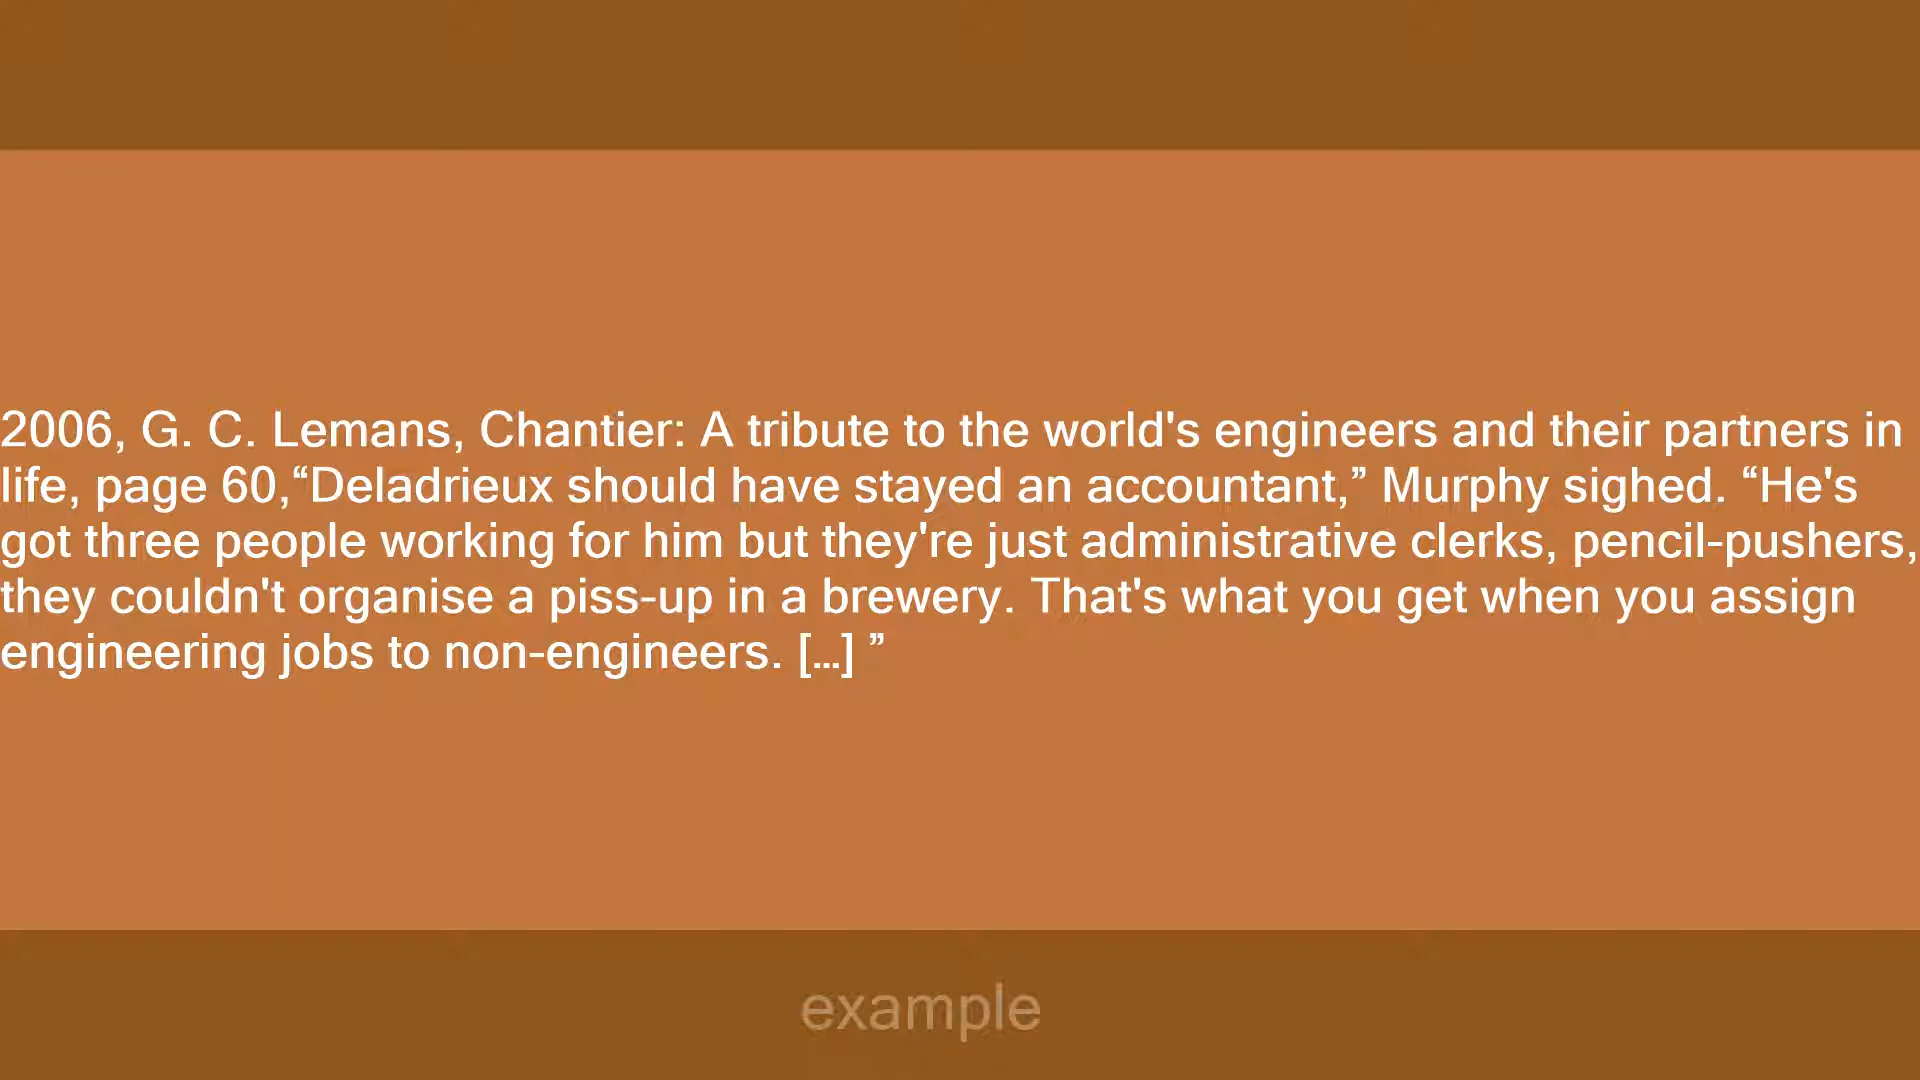 2006, G. C. Lemans, Chantier: A tribute to the world's engineers and their partners in
life, page 60,“Deladrieux should have stayed an accountant,” Murphy sighed. “He's
got three people working for him but they're just administrative clerks, pencil-pushers,
they couldn't organise a piss-up in a brewery. That's what you get when you assign
engineering jobs to non-engineers. [...] ”
example